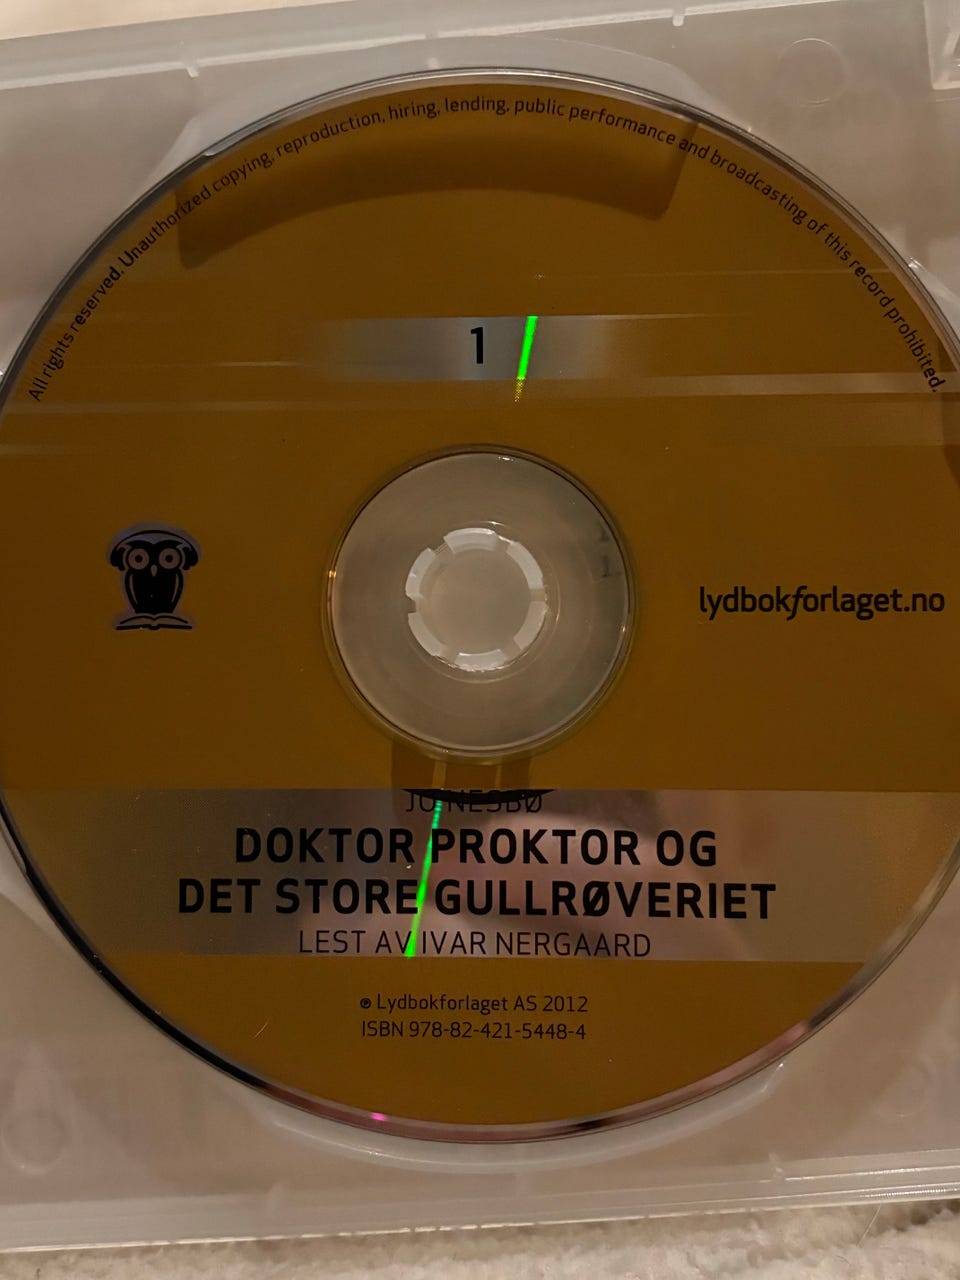 All rights reserved. Unauthorized copying, reproduction, hiring, lending, public performance and broadcasting of this record prohibited.
1
lydbokforlaget.no
JO NESBØ
DOKTOR PROKTOR OG
DET STORE GULLRØVERIET
LEST AV IVAR NERGAARD
℗ Lydbokforlaget AS 2012
ISBN 978-82-421-5448-4